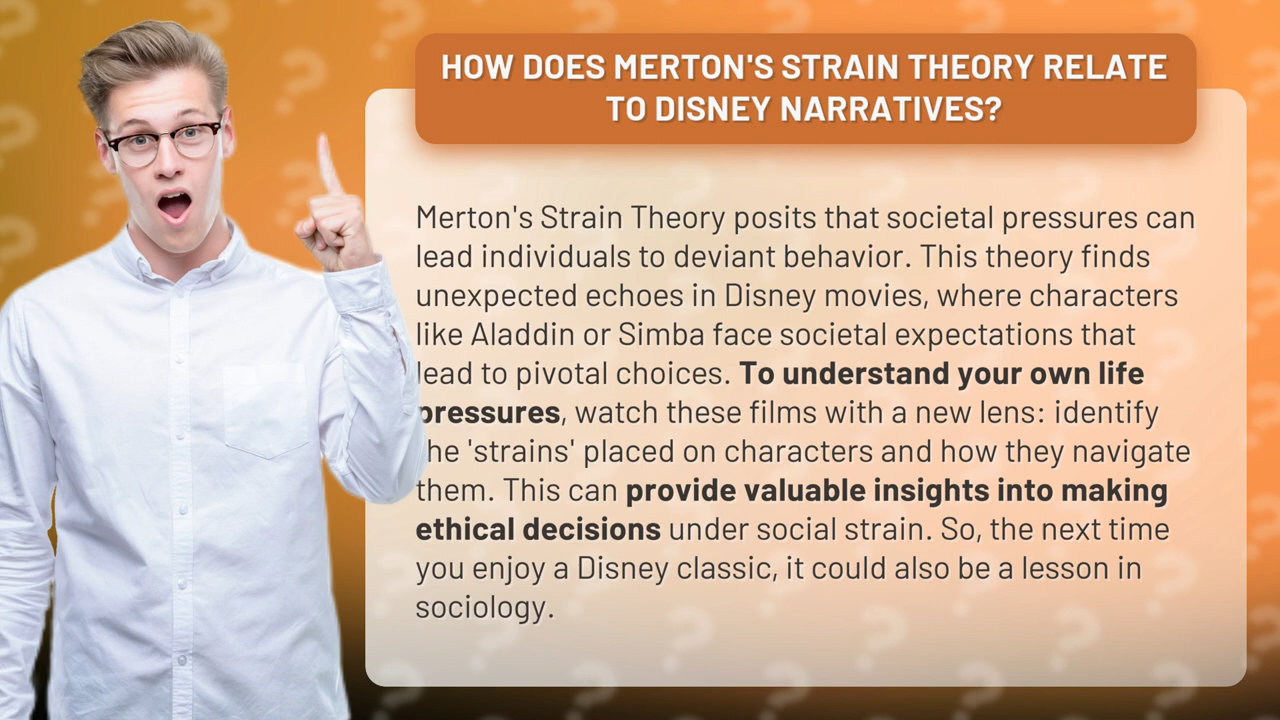 HOW DOES MERTON'S STRAIN THEORY RELATE
TO DISNEY NARRATIVES?
Merton's Strain Theory posits that societal pressures can
lead individuals to deviant behavior. This theory finds
unexpected echoes in Disney movies, where characters
like Aladdin or Simba face societal expectations that
lead to pivotal choices. To understand your own life
pressures, watch these films with a new lens: identify
the 'strains' placed on characters and how they navigate
them. This can provide valuable insights into making
ethical decisions under social strain. So, the next time
you enjoy a Disney classic, it could also be a lesson in
sociology.